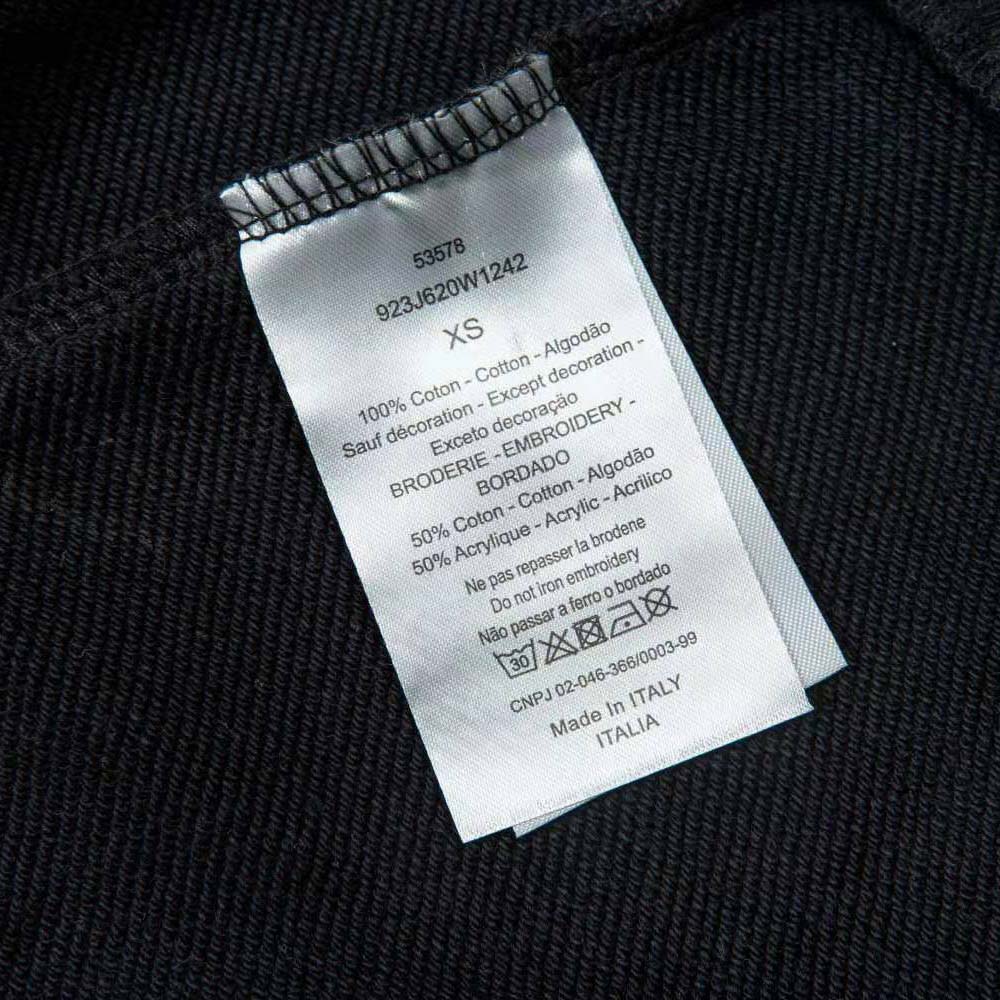 53578
923J620W1242
XS
100% Coton - Cotton - Algodão
Sauf décoration - Except decoration -
Exceto decoração
BRODERIE -EMBROIDERY -
BORDADO
50% Coton - Cotton - Algodão
50% Acrylique - Acrylic - Acrilico
Ne pas repasser la brodene
Do not iron embroidery
Não passar a ferro o bordado
30
CNPJ 02-046-366/0003-99
Made In ITALY
ITALIA